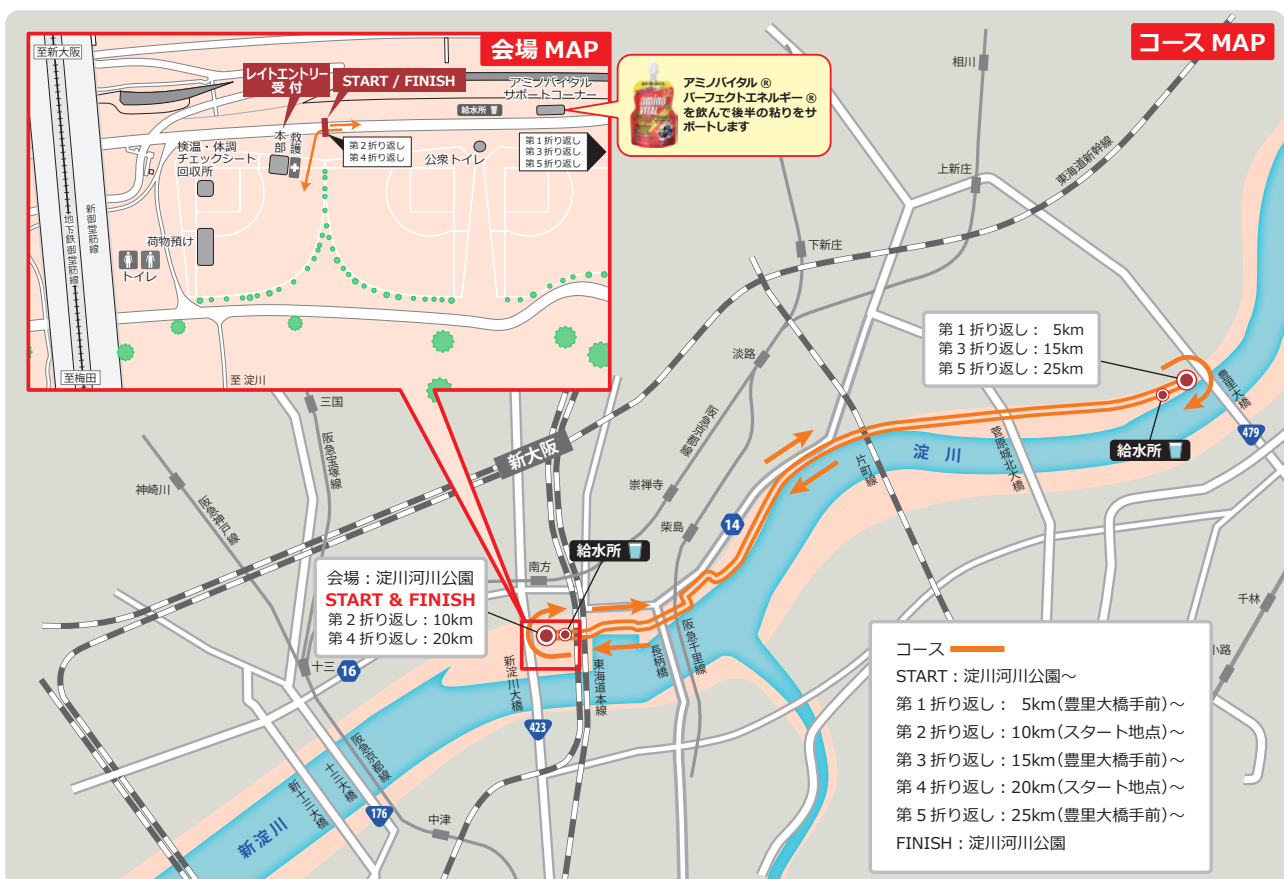 会場 MAP
コース MAP
至新大阪
レイトエントリー
受 付
START / FINISH
アミノバイタル
サポートコーナー
給水所
アミノバイタル ®
パーフェクトエネルギー ®
を飲んで後半の粘りをサ
ポートします
amino
VITAL
本部
救護
第2折り返し
第4折り返し
公衆トイレ
第1折り返し
第3折り返し
第5折り返し
検温・体調
チェックシート
回収所
新御堂筋線
地下鉄御堂筋線
荷物預け
トイレ
至梅田
至 淀川
相川
上新庄
東海道新幹線
下新庄
淡路
第1折り返し： 5km
第3折り返し：15km
第5折り返し：25km
豊里大橋
479
給水所
菅原城北大橋
淀 川
片町線
三国
阪急宝塚線
神崎川
阪急神戸線
新大阪
阪急京都線
崇禅寺
柴島
14
給水所
南方
会場：淀川河川公園
START & FINISH
第2折り返し：10km
第4折り返し：20km
十三
16
新淀川大橋
東海道本線
長柄橋
阪急千里線
423
阪急京都線
十三大橋
新十三大橋
176
中津
新淀川
千林
小路
コース
START：淀川河川公園～
第1折り返し： 5km（豊里大橋手前）～
第2折り返し：10km（スタート地点）～
第3折り返し：15km（豊里大橋手前）～
第4折り返し：20km（スタート地点）～
第5折り返し：25km（豊里大橋手前）～
FINISH：淀川河川公園